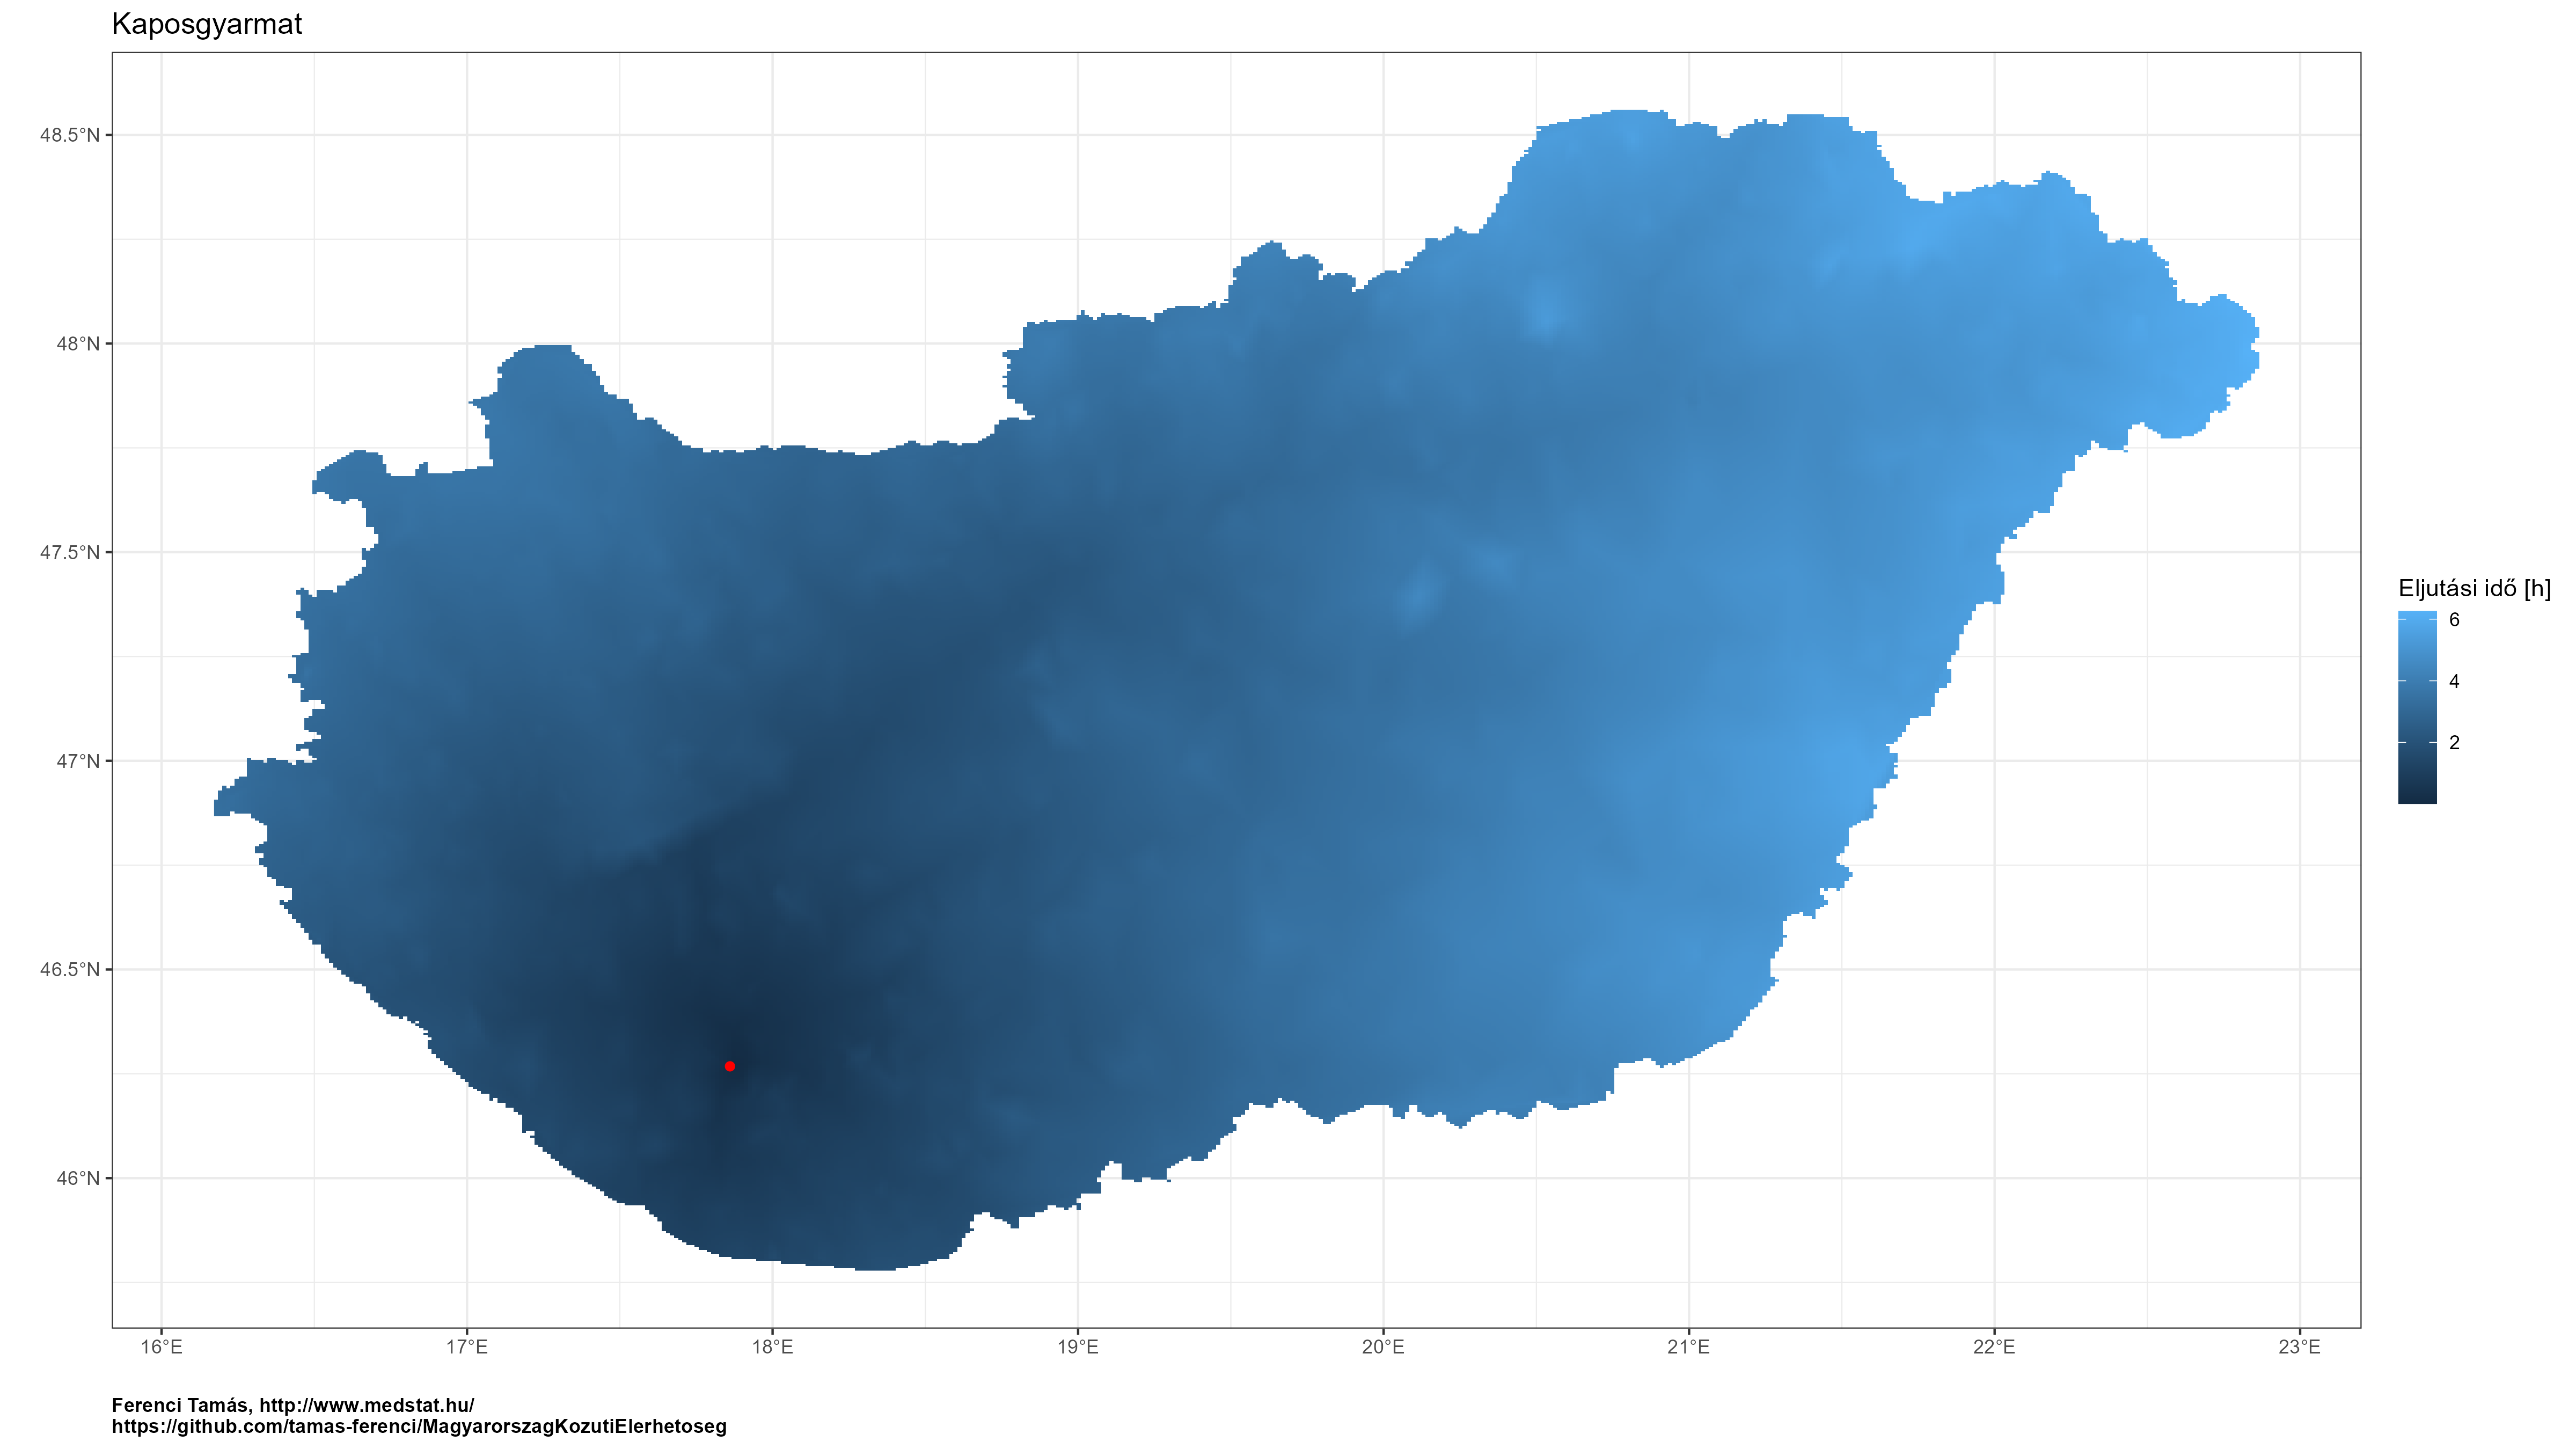 Kaposgyarmat
48.5°N
48°N
47.5°N
47°N
46.5°N
46°N
16°E
17°E
18°E
19°E
20°E
21°E
22°E
23°E
Eljutási idő [h]
6
4
2
Ferenci Tamás, http://www.medstat.hu/
https://github.com/tamas-ferenci/MagyarorszagKozutiElerhetoseg